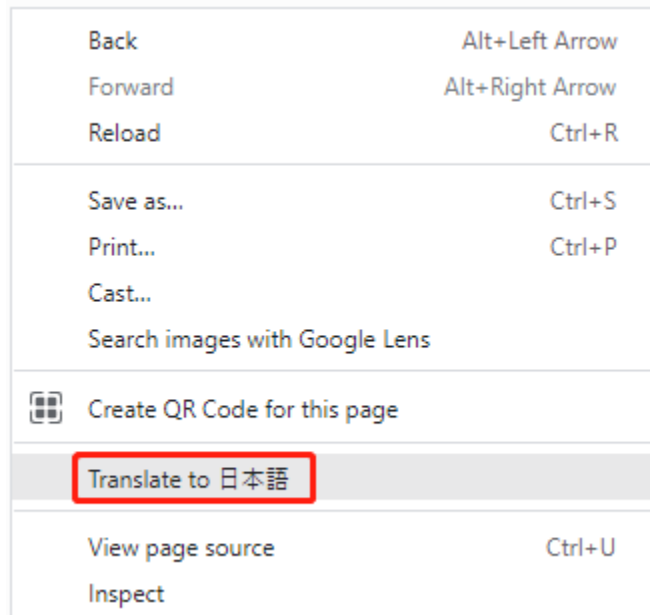 Back Alt+Left Arrow
Forward Alt+Right Arrow
Reload Ctrl+R
Save as... Ctrl+S
Print... Ctrl+P
Cast...
Search images with Google Lens
Create QR Code for this page
Translate to 日本語
View page source Ctrl+U
Inspect